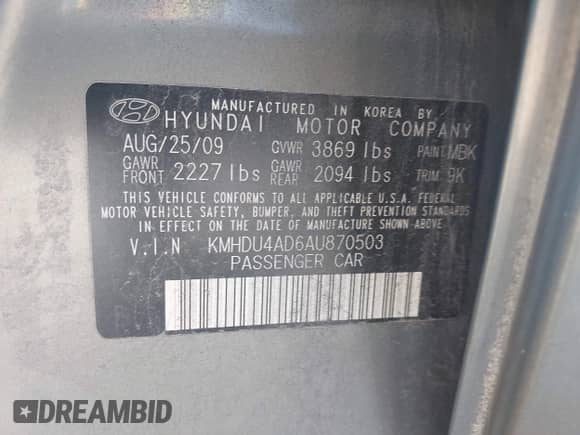 MANUFACTURED IN KOREA BY
HYUNDAI MOTOR COMPANY
AUG/25/09 GVWR 3869 lbs PAINT MBK
GAWR FRONT 2227 lbs GAWR REAR 2094 lbs TRIM 9K
THIS VEHICLE CONFORMS TO ALL APPLICABLE U.S.A. FEDERAL
MOTOR VEHICLE SAFETY, BUMPER, AND THEFT PREVENTION STANDARDS
IN EFFECT ON THE DATE OF MANUFACTURE SHOWN ABOVE.
V.I.N KMHDU4AD6AU870503
PASSENGER CAR
DREAMBID